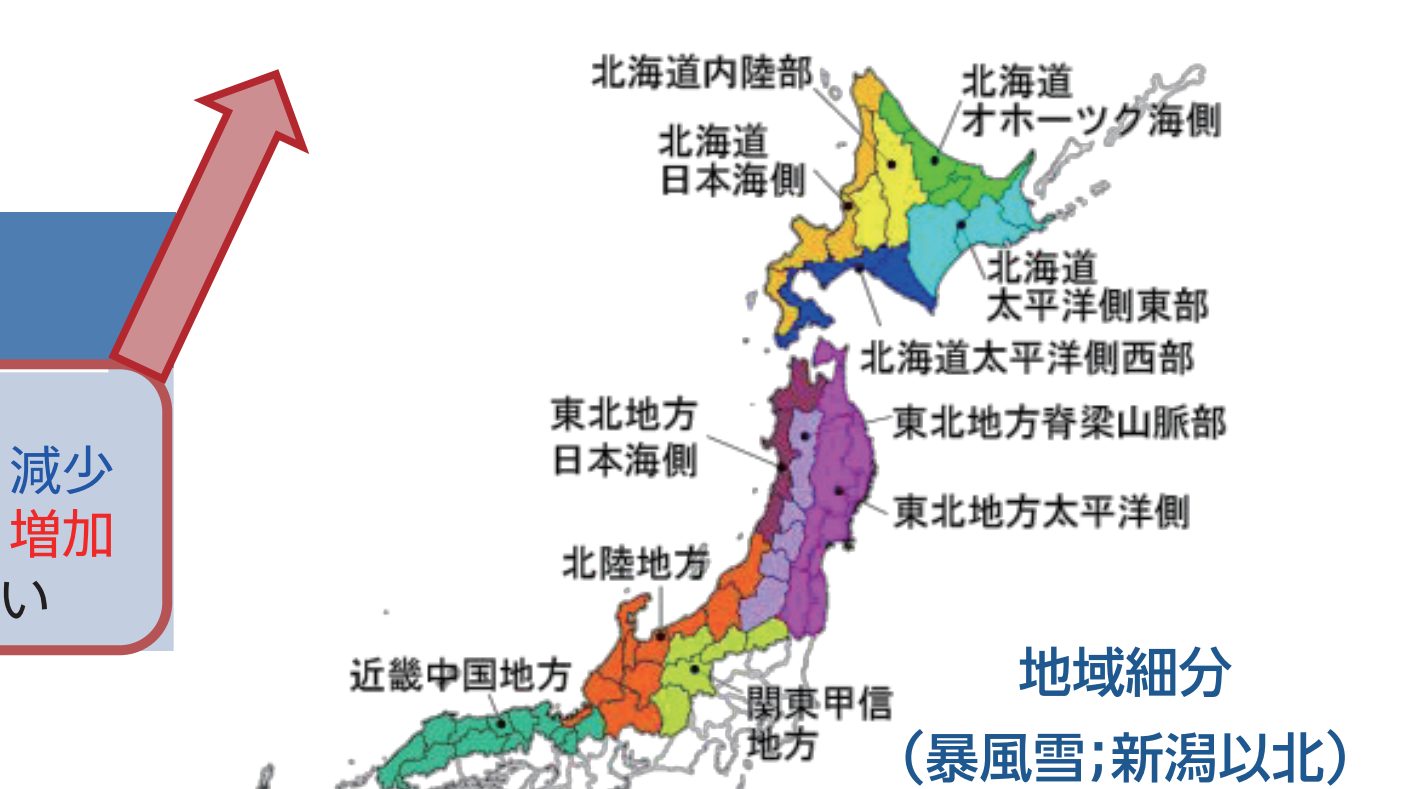 北海道内陸部
北海道
オホーツク海側
北海道
日本海側
北海道
太平洋側東部
北海道太平洋側西部
東北地方
日本海側
東北地方脊梁山脈部
減少
増加
い
東北地方太平洋側
北陸地方
近畿中国地方
関東甲信
地方
地域細分
（暴風雪;新潟以北）